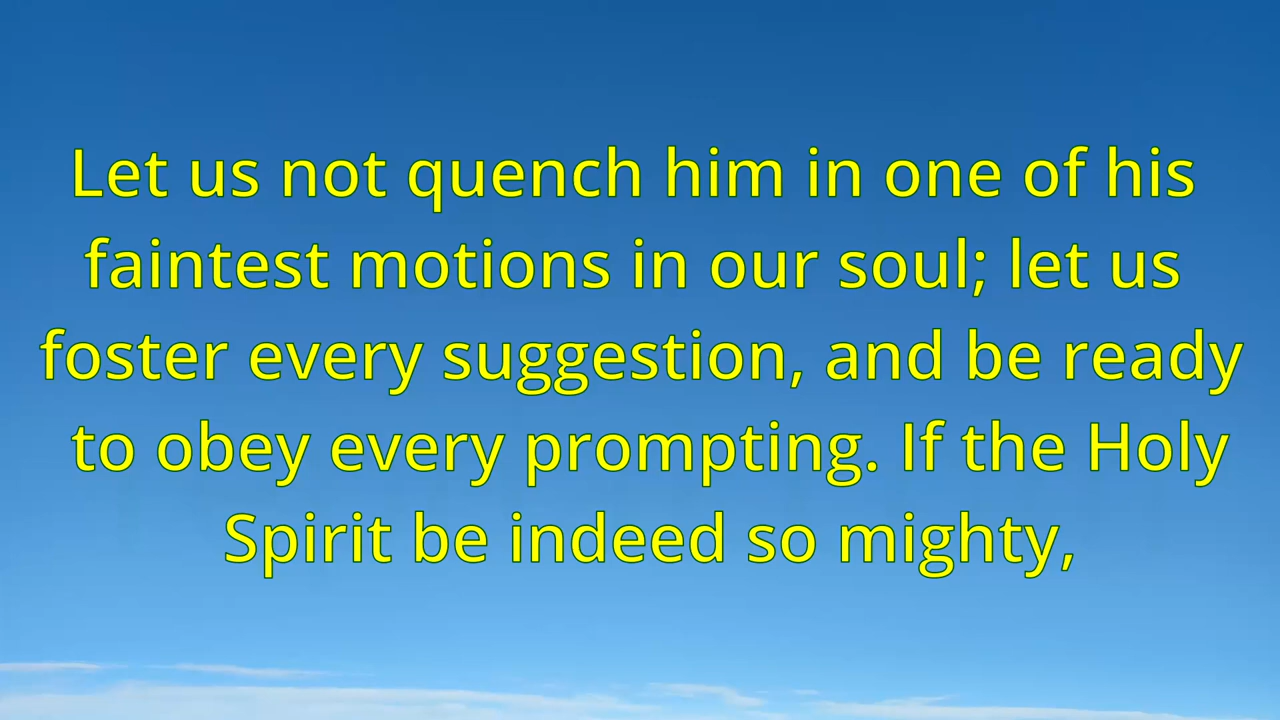 Let us not quench him in one of his
faintest motions in our soul; let us
foster every suggestion, and be ready
to obey every prompting. If the Holy
Spirit be indeed so mighty,